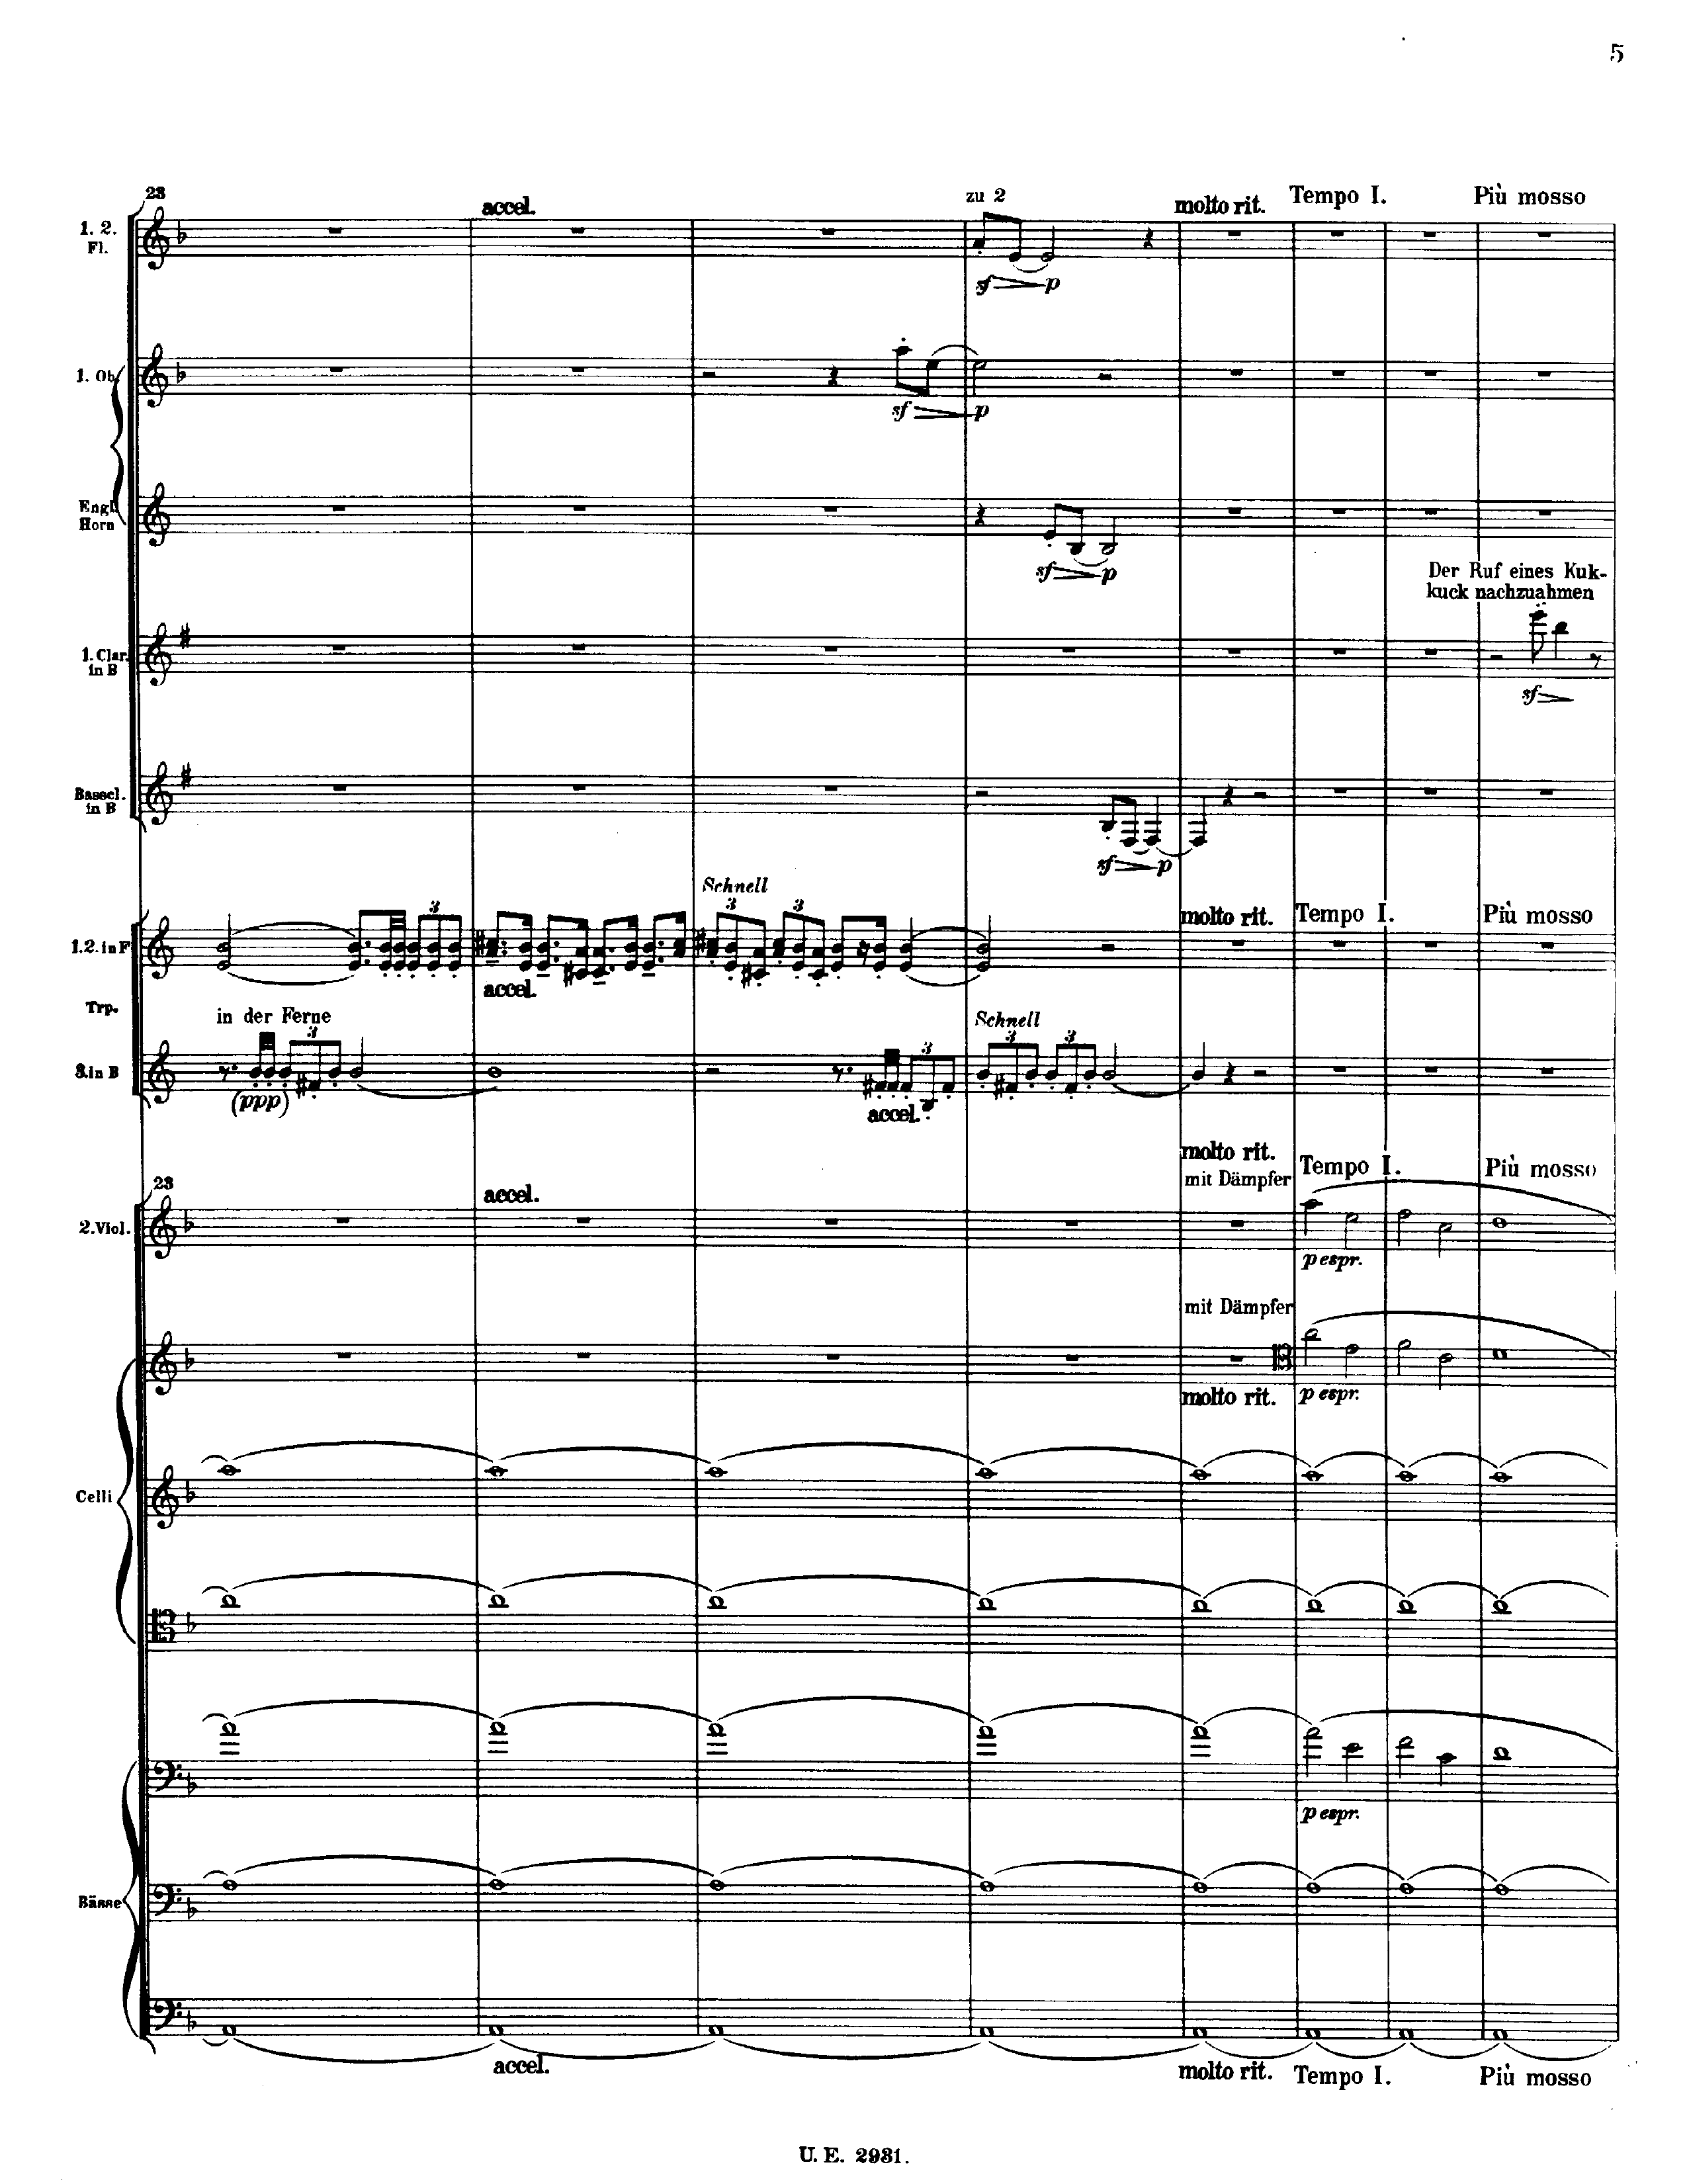 5
23 accel. zu 2 molto rit. Tempo I. Più mosso
1. 2.
Fl.
sf p
1. Ob.
sf p
Engl.
Horn
sf p
Der Ruf eines Kuk-
kuck nachzuahmen
1. Clar.
in B
sf
Basscl.
in B
sf p
Schnell
3 3 3 molto rit. Tempo I. Più mosso
1.2. in F
accel.
Trp.
in der Ferne Schnell
3 3 3 3
3. in B
(ppp) accel.
molto rit. Tempo I. Più mosso
23 accel. mit Dämpfer
2. Viol.
p espr.
mit Dämpfer
molto rit. p espr.
Celli
p espr.
Bässe
accel. molto rit. Tempo I. Più mosso
U. E. 2931.